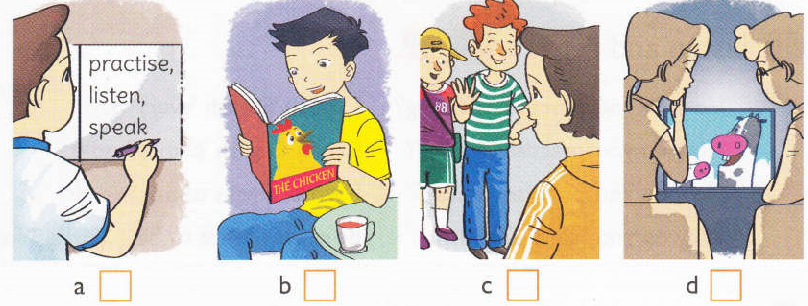 practise,
listen,
speak
THE CHICKEN
88
a
b
c
d